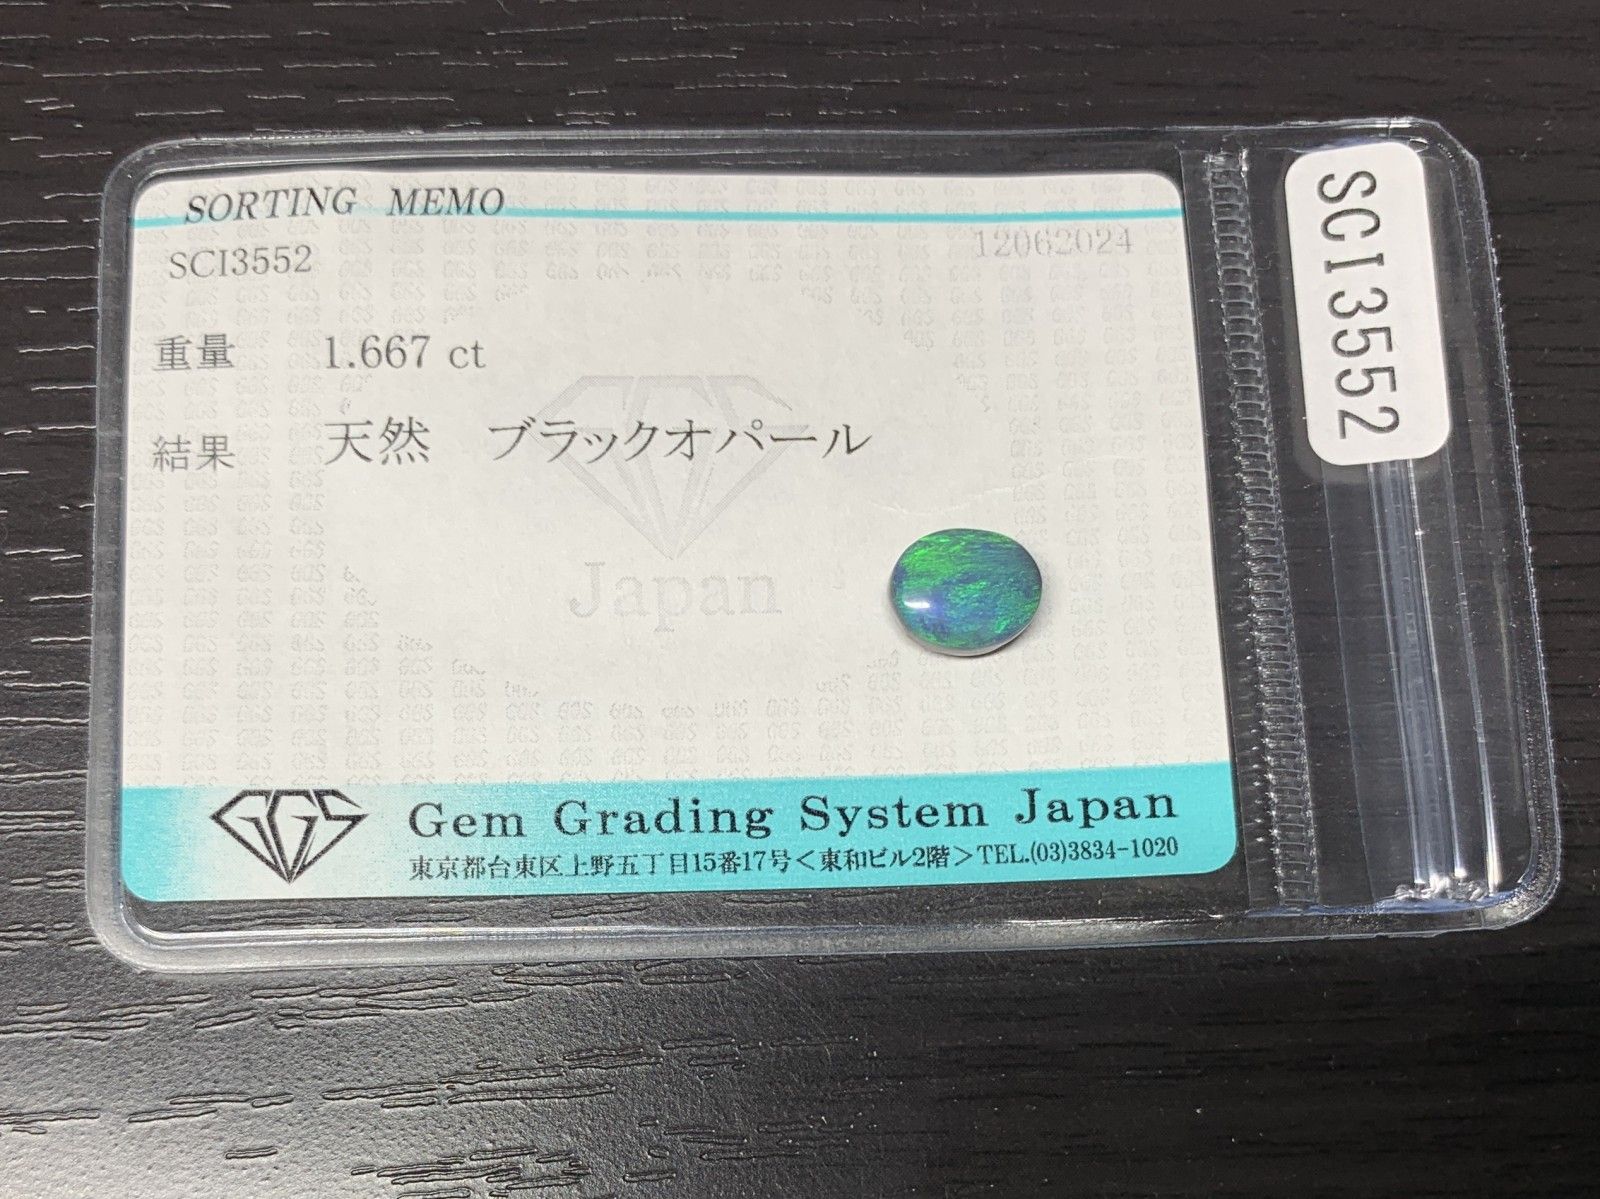 SORTING MEMO
SCI3552 12062024
重量 1.667 ct
結果 天然 ブラックオパール
Japan
GGS Gem Grading System Japan
東京都台東区上野五丁目15番17号<東和ビル2階>TEL.(03)3834-1020
SCI3552